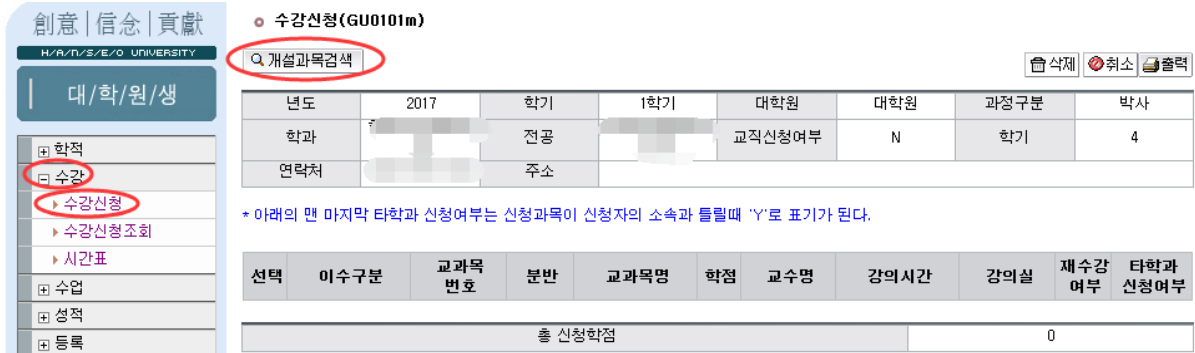 創意|信念|貢獻
H/A/N/S/E/O UNIVERSITY
대/학/원/생
학적
수강
수강신청
수강신청조회
시간표
수업
성적
등록
수강신청(GU0101m)
개설과목검색
삭제 취소 출력
년도 2017 학기 1학기 대학원 대학원 과정구분 박사
학과 전공 교직신청여부 N 학기 4
연락처 주소
* 아래의 맨 마지막 타학과 신청여부는 신청과목이 신청자의 소속과 틀릴때 'Y'로 표기가 된다.
선택 이수구분 교과목 번호 분반 교과목명 학점 교수명 강의시간 강의실 재수강 여부 타학과 신청여부
총 신청학점 0